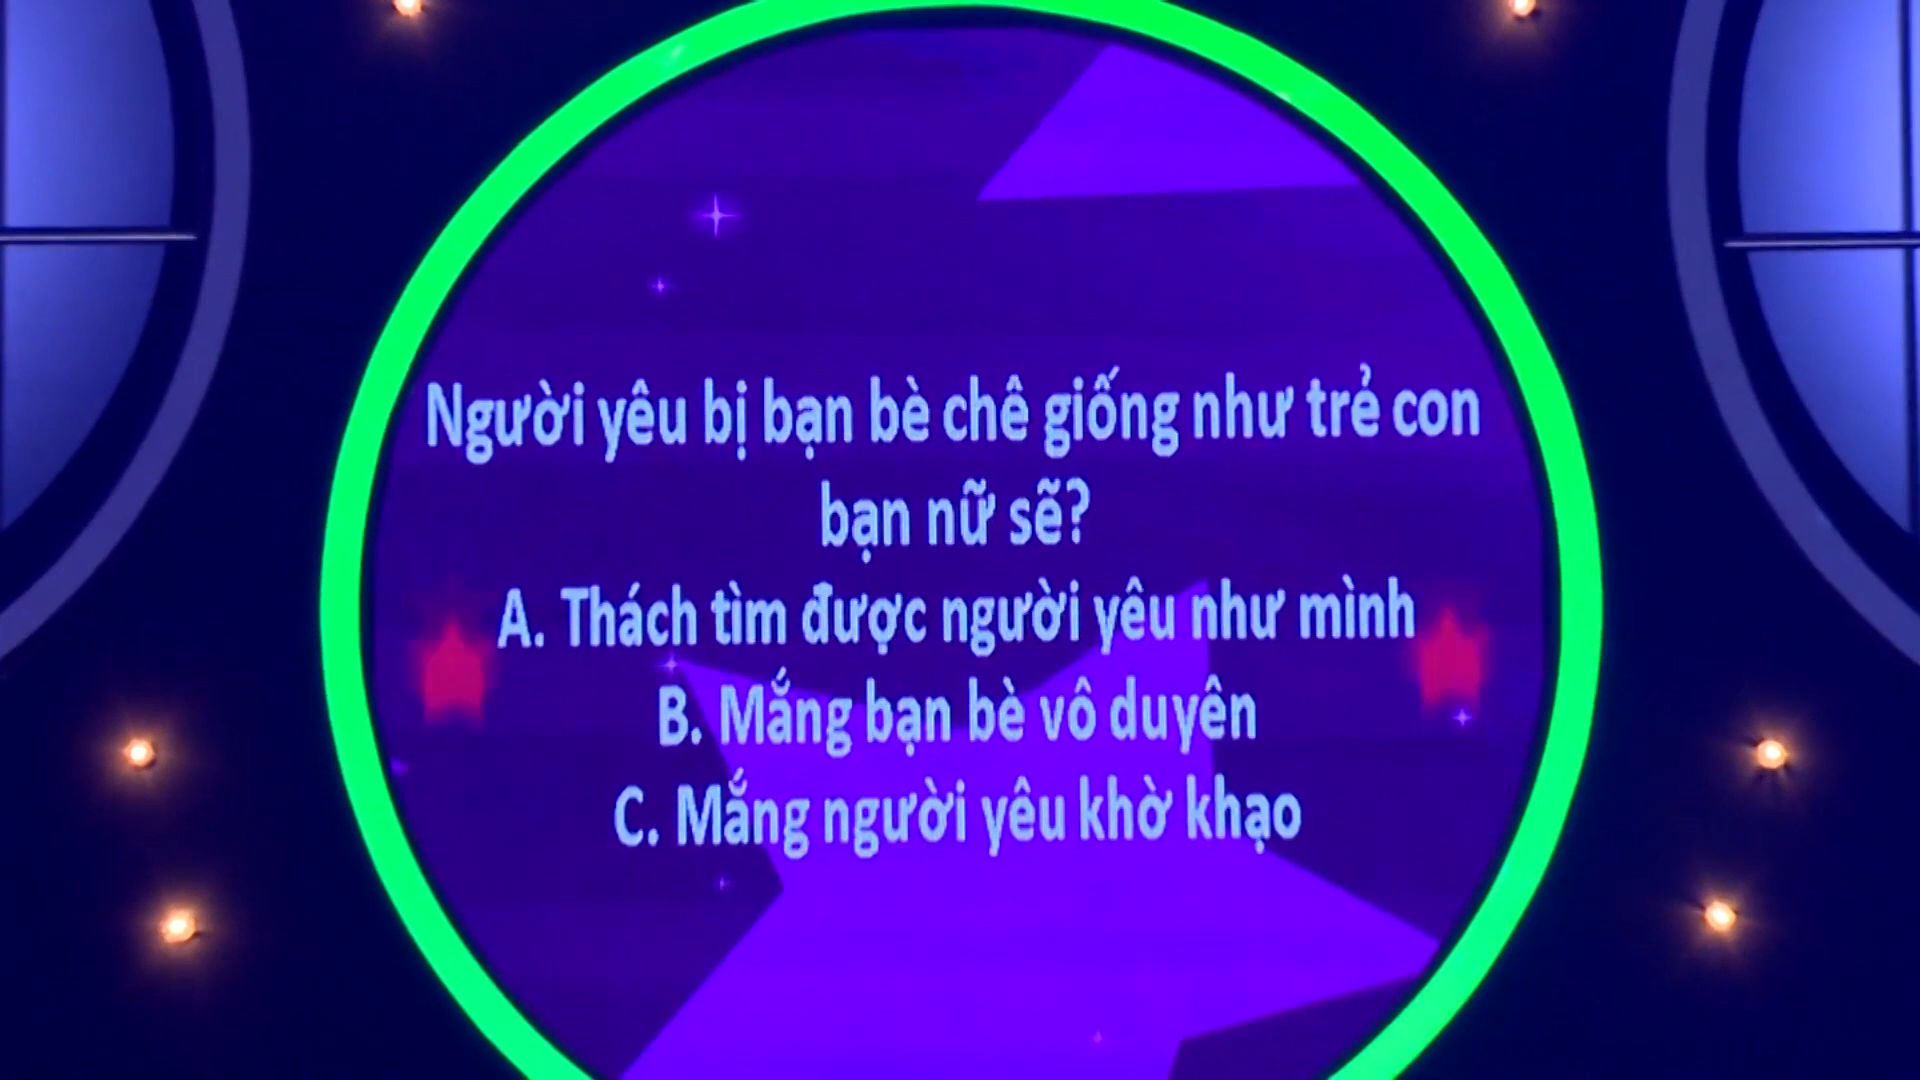 Người yêu bị bạn bè chê giống như trẻ con
bạn nữ sẽ?
A. Thách tìm được người yêu như mình
B. Mắng bạn bè vô duyên
C. Mắng người yêu khờ khạo